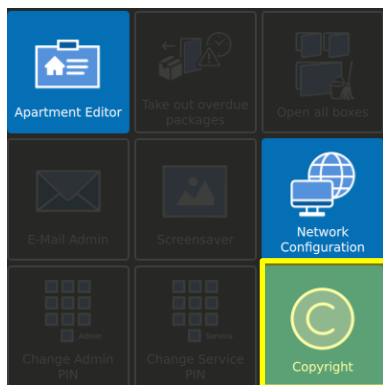 Apartment Editor
Take out overdue
packages
Open all boxes
E-Mail Admin
Screensaver
Network
Configuration
Admin
Change Admin
PIN
Service
Change Service
PIN
C
Copyright